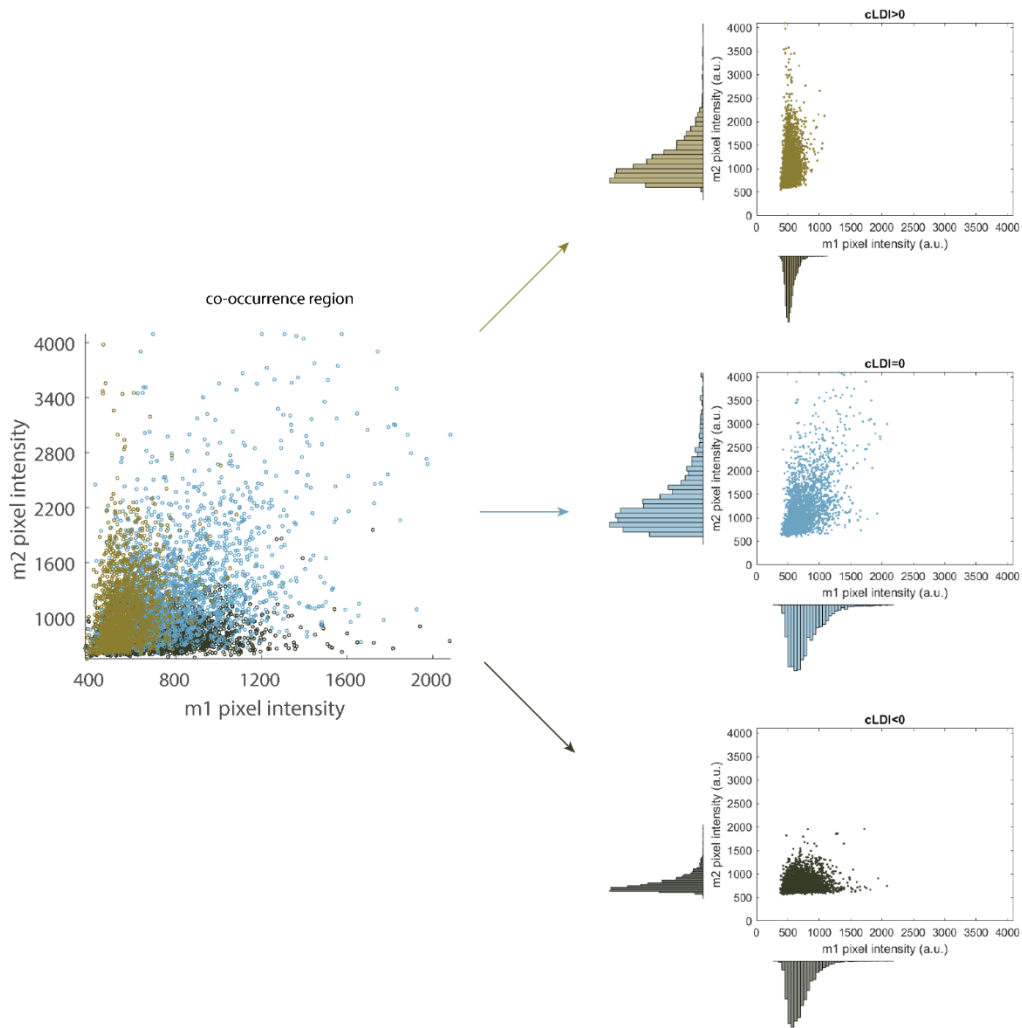 co-occurrence region
4000
3400
2800
2200
1600
1000
m2 pixel intensity
400 800 1200 1600 2000
m1 pixel intensity
cLDI>0
4000
3500
3000
2500
2000
1500
1000
500
0
m2 pixel intensity (a.u.)
0 500 1000 1500 2000 2500 3000 3500 4000
m1 pixel intensity (a.u.)
cLDI=0
4000
3500
3000
2500
2000
1500
1000
500
0
m2 pixel intensity (a.u.)
0 500 1000 1500 2000 2500 3000 3500 4000
m1 pixel intensity (a.u.)
cLDI<0
4000
3500
3000
2500
2000
1500
1000
500
0
m2 pixel intensity (a.u.)
0 500 1000 1500 2000 2500 3000 3500 4000
m1 pixel intensity (a.u.)